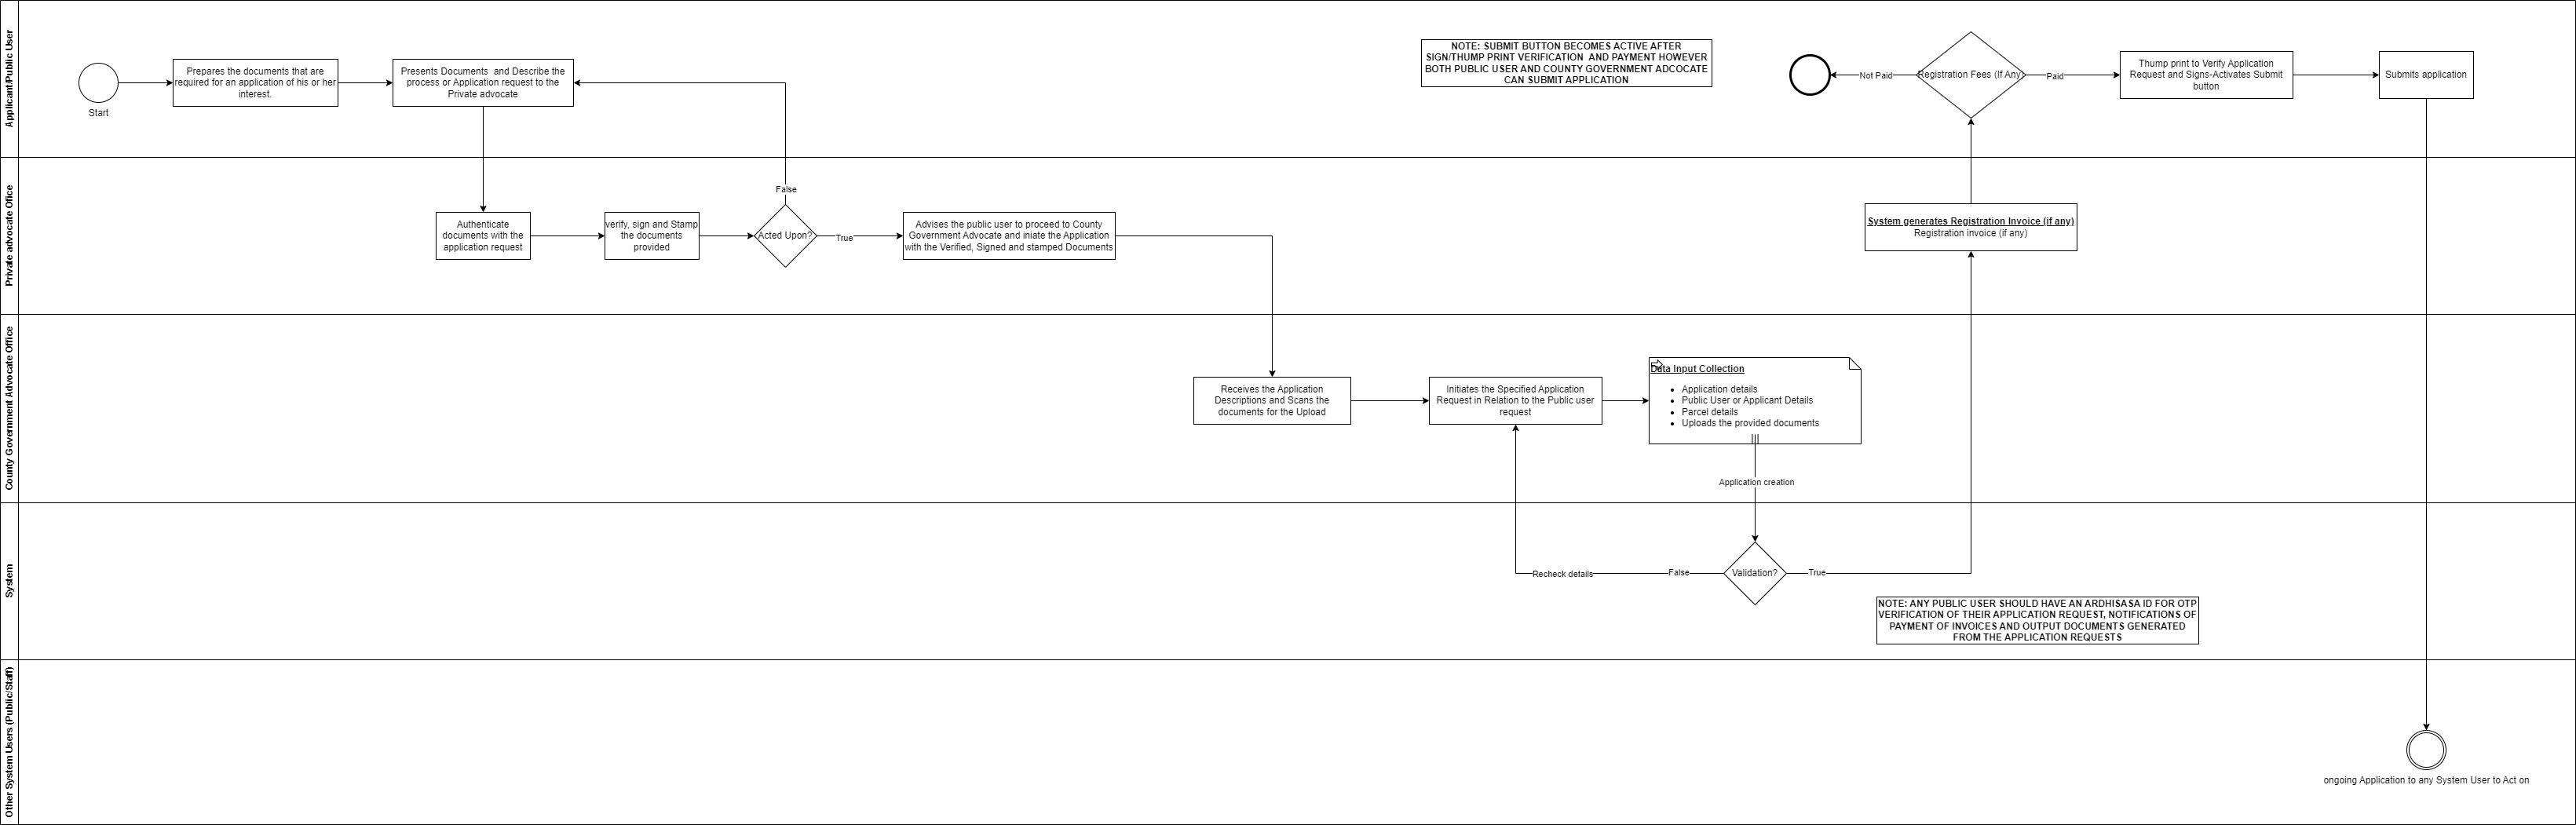 Applicant/Public User
Start
Prepares the documents that are
required for an application of his or her
interest.
Presents Documents  and Describe the
process or Application request to the
Private advocate
NOTE: SUBMIT BUTTON BECOMES ACTIVE AFTER
SIGN/THUMP PRINT VERIFICATION  AND PAYMENT HOWEVER
BOTH PUBLIC USER AND COUNTY GOVERNMENT ADCOCATE
CAN SUBMIT APPLICATION
Not Paid
Registration Fees (If Any)
Paid
Thump print to Verify Application
Request and Signs-Activates Submit
button
Submits application
Private advocate Ofiice
Authenticate
documents with the
application request
verify, sign and Stamp
the documents
provided
False
Acted Upon?
True
Advises the public user to proceed to County
Government Advocate and iniate the Application
with the Verified, Signed and stamped Documents
System generates Registration Invoice (if any)
Registration invoice (if any)
County Government Advocate Office
Receives the Application
Descriptions and Scans the
documents for the Upload
Initiates the Specified Application
Request in Relation to the Public user
request
Data Input Collection
Application details
Public User or Applicant Details
Parcel details
Uploads the provided documents
Application creation
System
Recheck details
False
Validation?
True
NOTE: ANY PUBLIC USER SHOULD HAVE AN ARDHISASA ID FOR OTP
VERIFICATION OF THEIR APPLICATION REQUEST, NOTIFICATIONS OF
PAYMENT OF INVOICES AND OUTPUT DOCUMENTS GENERATED
FROM THE APPLICATION REQUESTS
Other System Users (Public/Staff)
ongoing Application to any System User to Act on